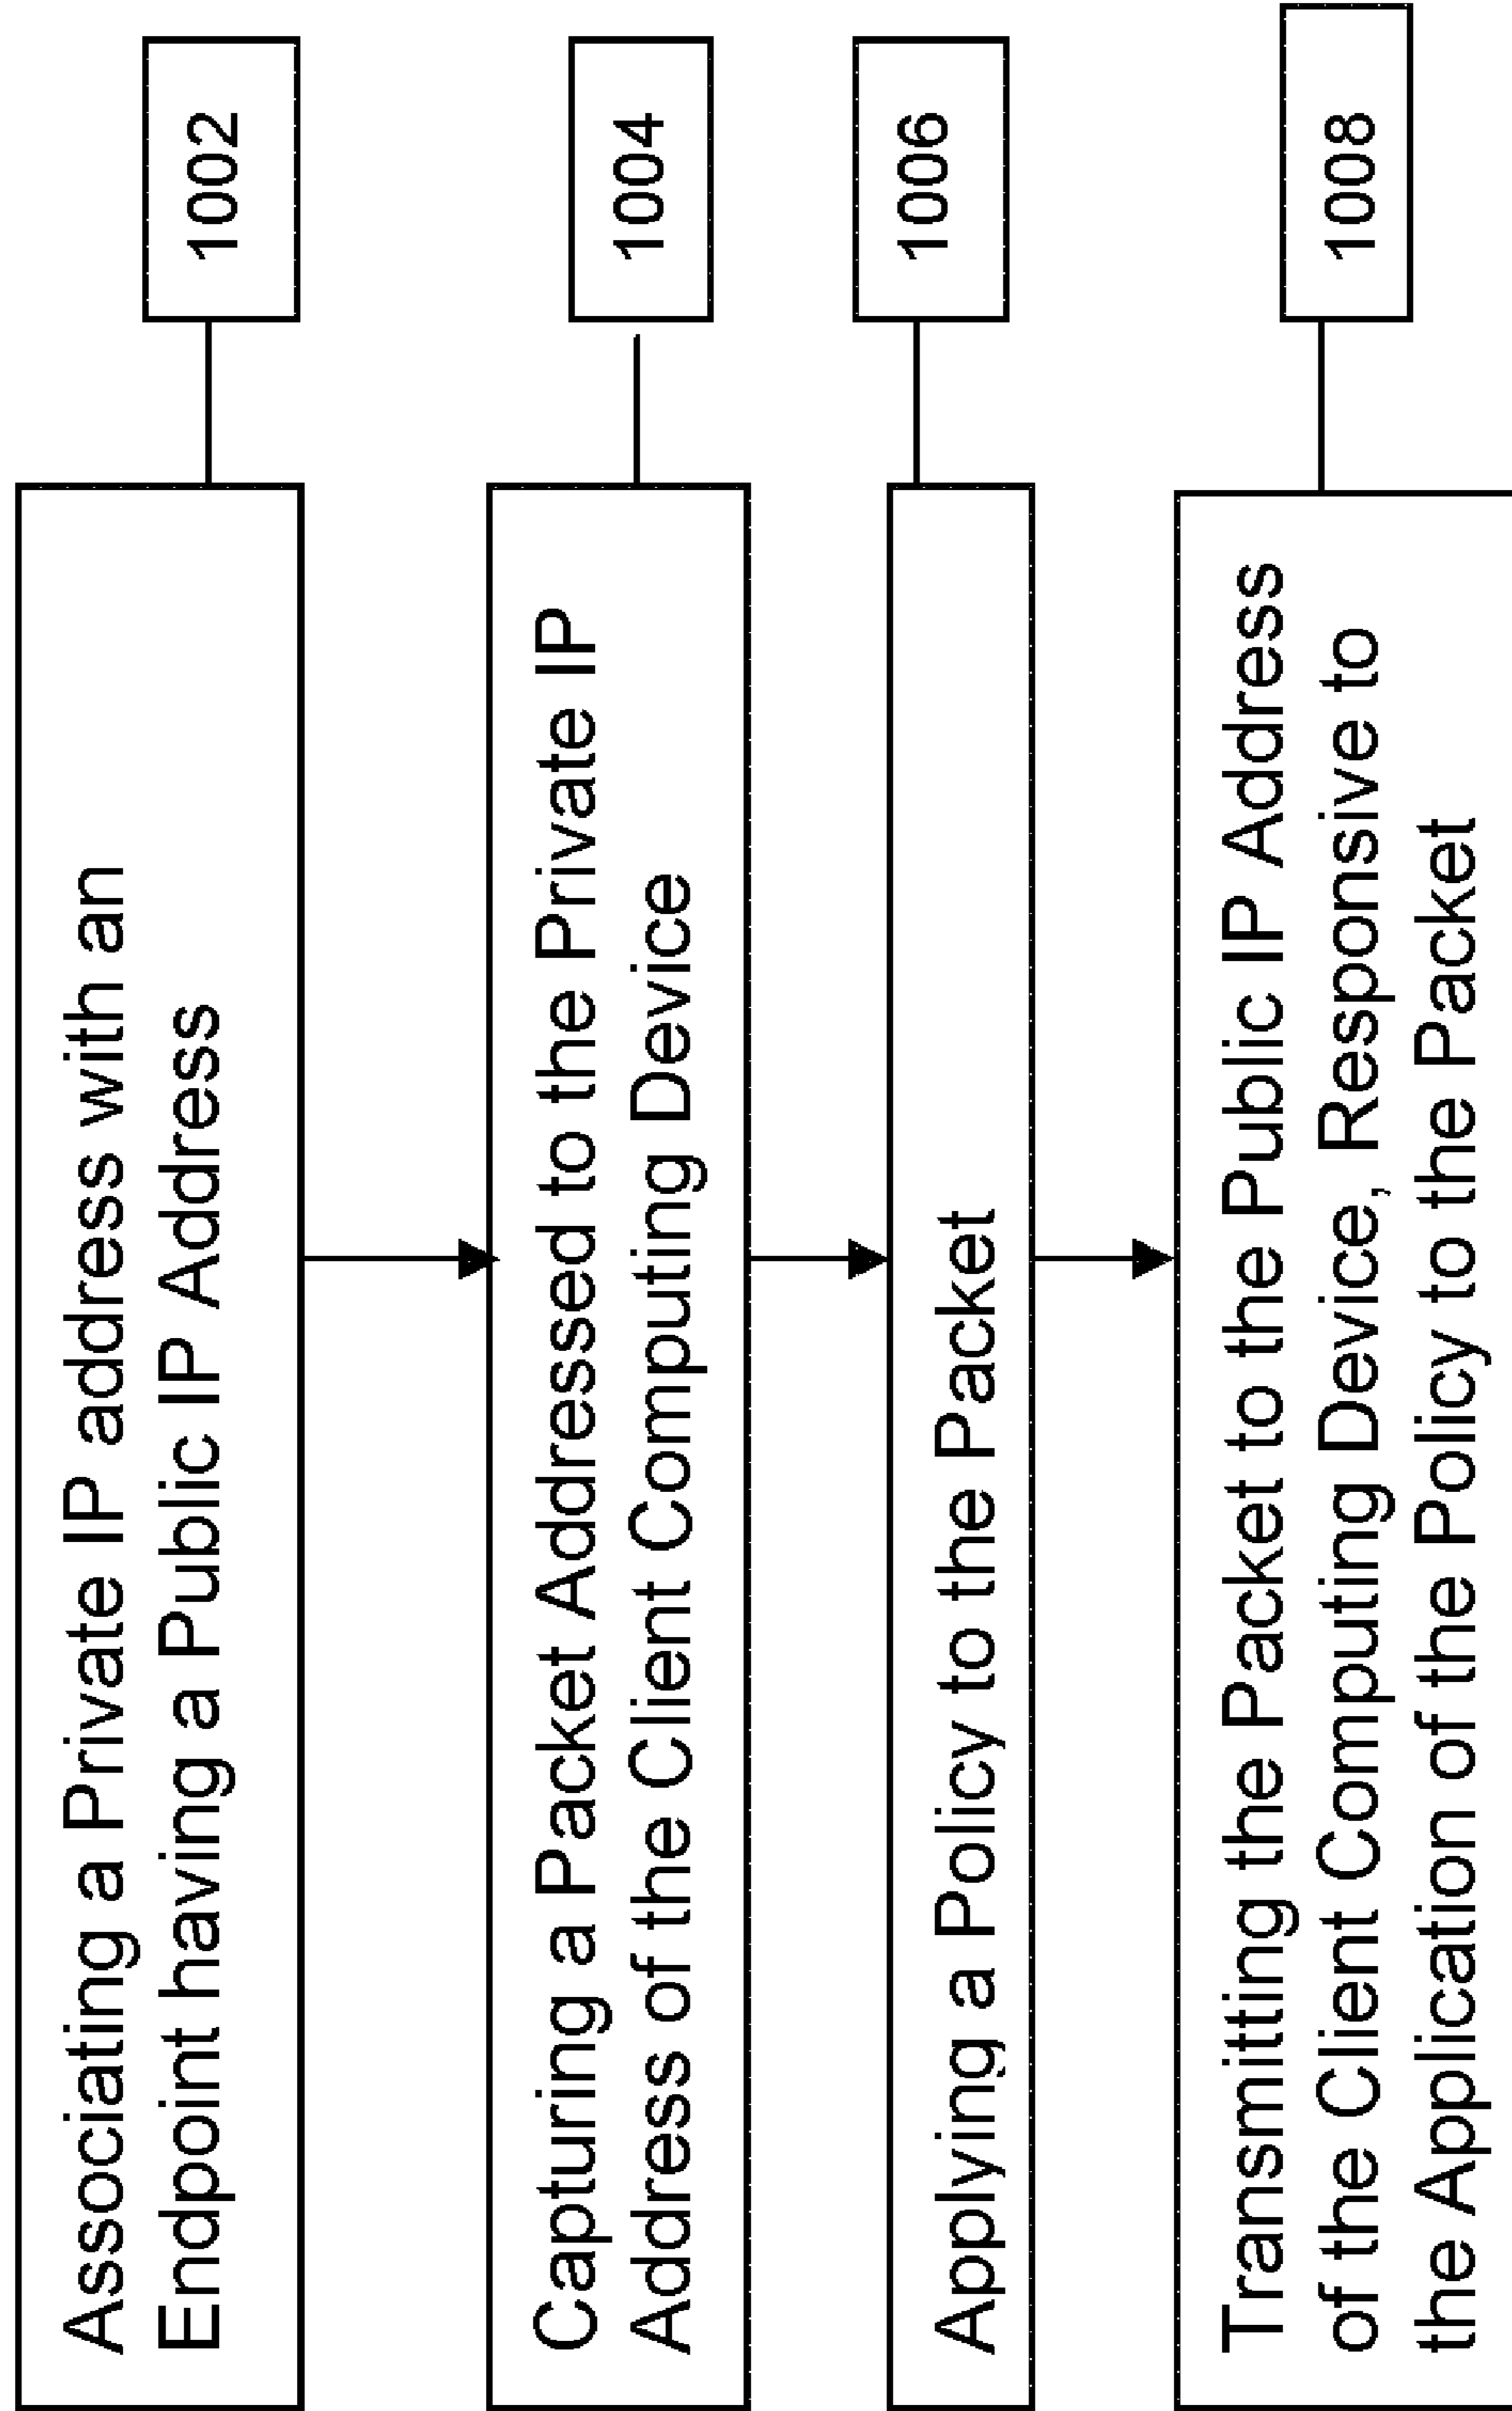 Associating a Private IP address with an
Endpoint having a Public IP Address
1002
Capturing a Packet Addressed to the Private IP
Address of the Client Computing Device
1004
Applying a Policy to the Packet
1006
Transmitting the Packet to the Public IP Address
of the Client Computing Device, Responsive to
the Application of the Policy to the Packet
1008